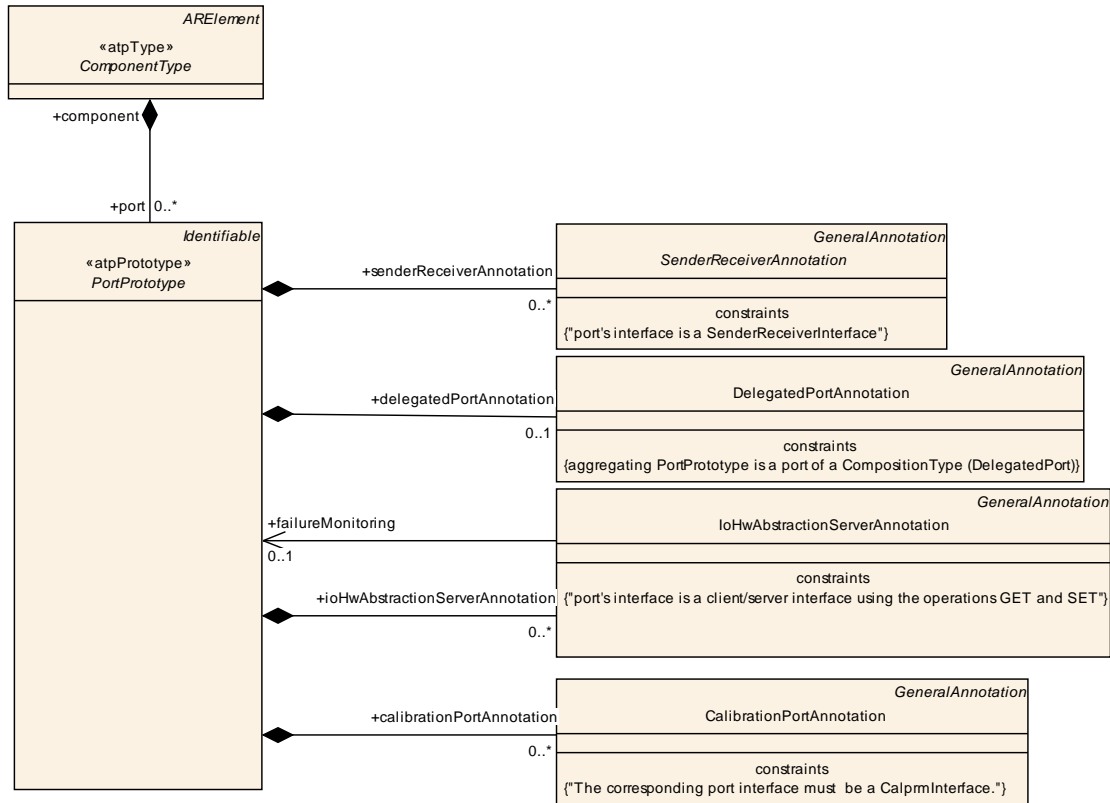 ARElement
«atpType»
ComponentType
+component
+port 0..*
Identifiable
«atpPrototype»
PortPrototype
+senderReceiverAnnotation
0..*
GeneralAnnotation
SenderReceiverAnnotation
constraints
{"port's interface is a SenderReceiverInterface"}
+delegatedPortAnnotation
0..1
GeneralAnnotation
DelegatedPortAnnotation
constraints
{aggregating PortPrototype is a port of a CompositionType (DelegatedPort)}
+failureMonitoring
0..1
GeneralAnnotation
IoHwAbstractionServerAnnotation
constraints
{"port's interface is a client/server interface using the operations GET and SET"}
+ioHwAbstractionServerAnnotation
0..*
+calibrationPortAnnotation
0..*
GeneralAnnotation
CalibrationPortAnnotation
constraints
{"The corresponding port interface must be a CalprmInterface."}